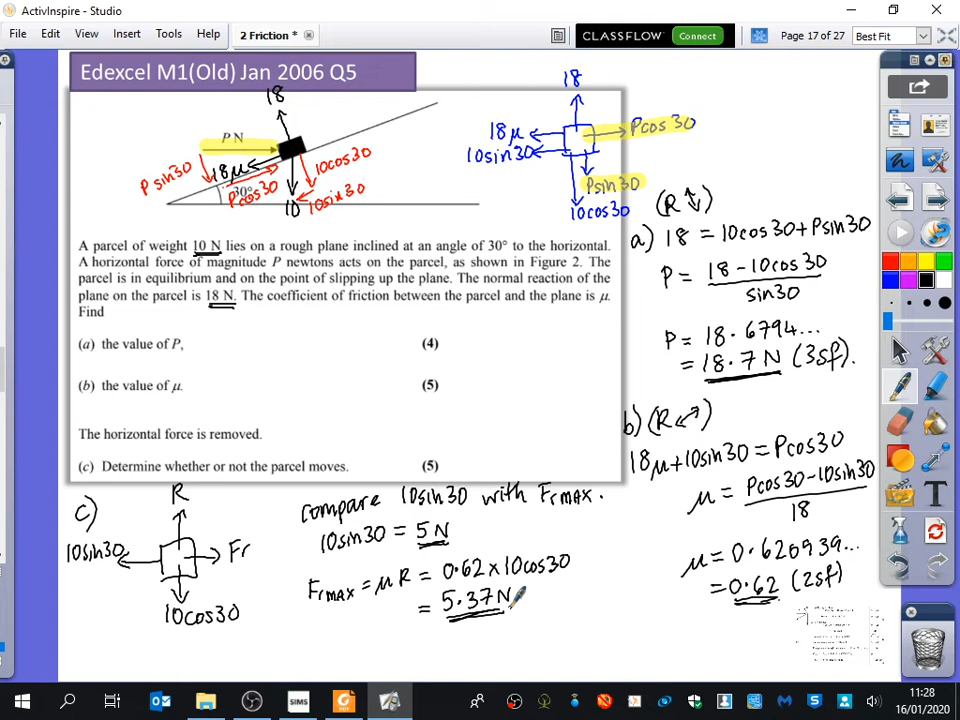 ActivInspire - Studio
File Edit View Insert Tools Help
2 Friction *
CLASSFLOW Connect
Page 17 of 27
Best Fit
Edexcel M1(Old) Jan 2006 Q5
18
P N
18μ
10cos30
P sin30
30°
Pcos30
10
10sin30
18
18μ
Pcos30
10sin30
Psin30
10cos30
A parcel of weight 10 N lies on a rough plane inclined at an angle of 30° to the horizontal.
A horizontal force of magnitude P newtons acts on the parcel, as shown in Figure 2. The
parcel is in equilibrium and on the point of slipping up the plane. The normal reaction of the
plane on the parcel is 18 N. The coefficient of friction between the parcel and the plane is μ.
Find
(a) the value of P, (4)
(b) the value of μ. (5)
The horizontal force is removed.
(c) Determine whether or not the parcel moves. (5)
(R ↕)
a) 18 = 10cos30 + Psin30
P = 18 - 10cos30 / sin30
P = 18.6794...
= 18.7N (3sf).
b) (R ↔)
18μ + 10sin30 = Pcos30
μ = Pcos30 - 10sin30 / 18
μ = 0.620939...
= 0.62 (2sf)
c)
R
10sin30
Fr
10cos30
compare 10sin30 with FrMAX.
10sin30 = 5N
FrMAX = μR = 0.62 × 10cos30
= 5.37N
T
SIMS
11:28
16/01/2020